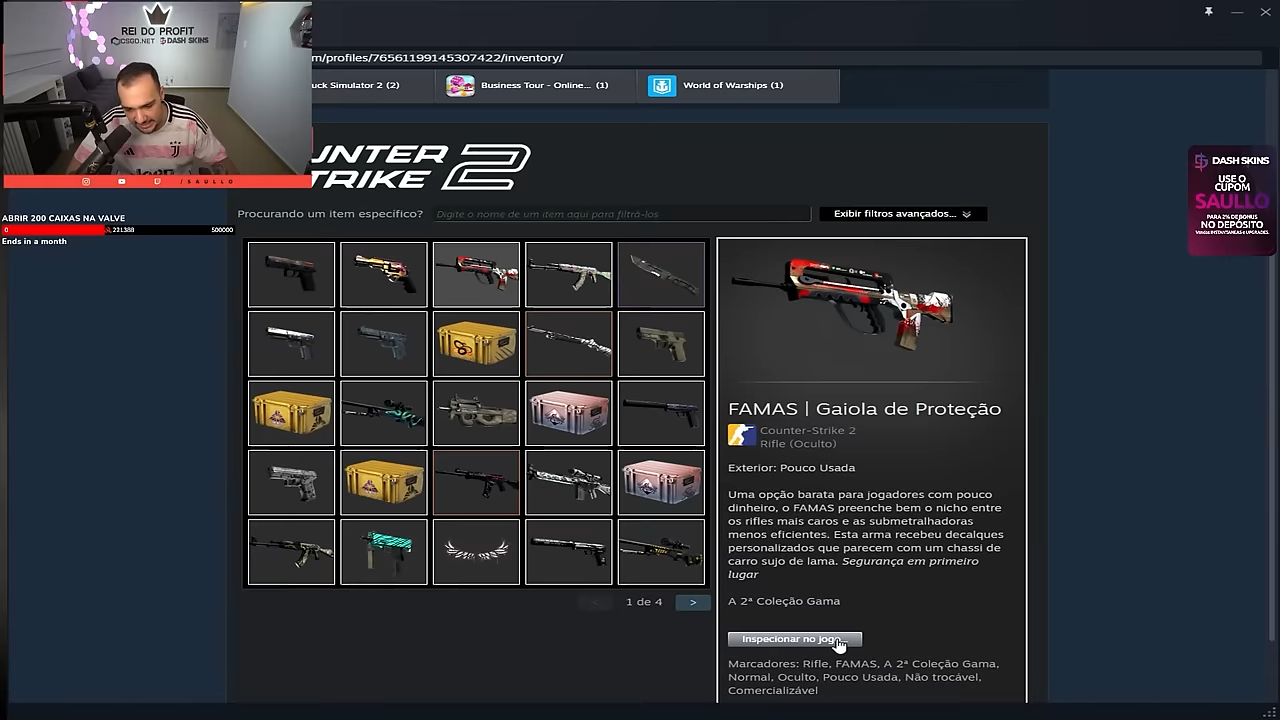 REI DO PROFIT
CSGO.NET DASH SKINS
/SAULLO
ABRIR 200 CAIXAS NA VALVE
0 221388 500000
Ends in a month
m/profiles/76561199145307422/inventory/
uck Simulator 2 (2)
Business Tour - Online... (1)
World of Warships (1)
UNTER
TRIKE 2
Procurando um item específico?
Digite o nome de um item aqui para filtrá-los
Exibir filtros avançados...
1 de 4
>
FAMAS | Gaiola de Proteção
Counter-Strike 2
Rifle (Oculto)
Exterior: Pouco Usada
Uma opção barata para jogadores com pouco
dinheiro, o FAMAS preenche bem o nicho entre
os rifles mais caros e as submetralhadoras
menos eficientes. Esta arma recebeu decalques
personalizados que parecem com um chassi de
carro sujo de lama. Segurança em primeiro
lugar
A 2ª Coleção Gama
Inspecionar no jogo...
Marcadores: Rifle, FAMAS, A 2ª Coleção Gama,
Normal, Oculto, Pouco Usada, Não trocável,
Comercializável
DASH SKINS
USE O
CUPOM
SAULLO
PARA 2% DE BONUS
NO DEPÓSITO